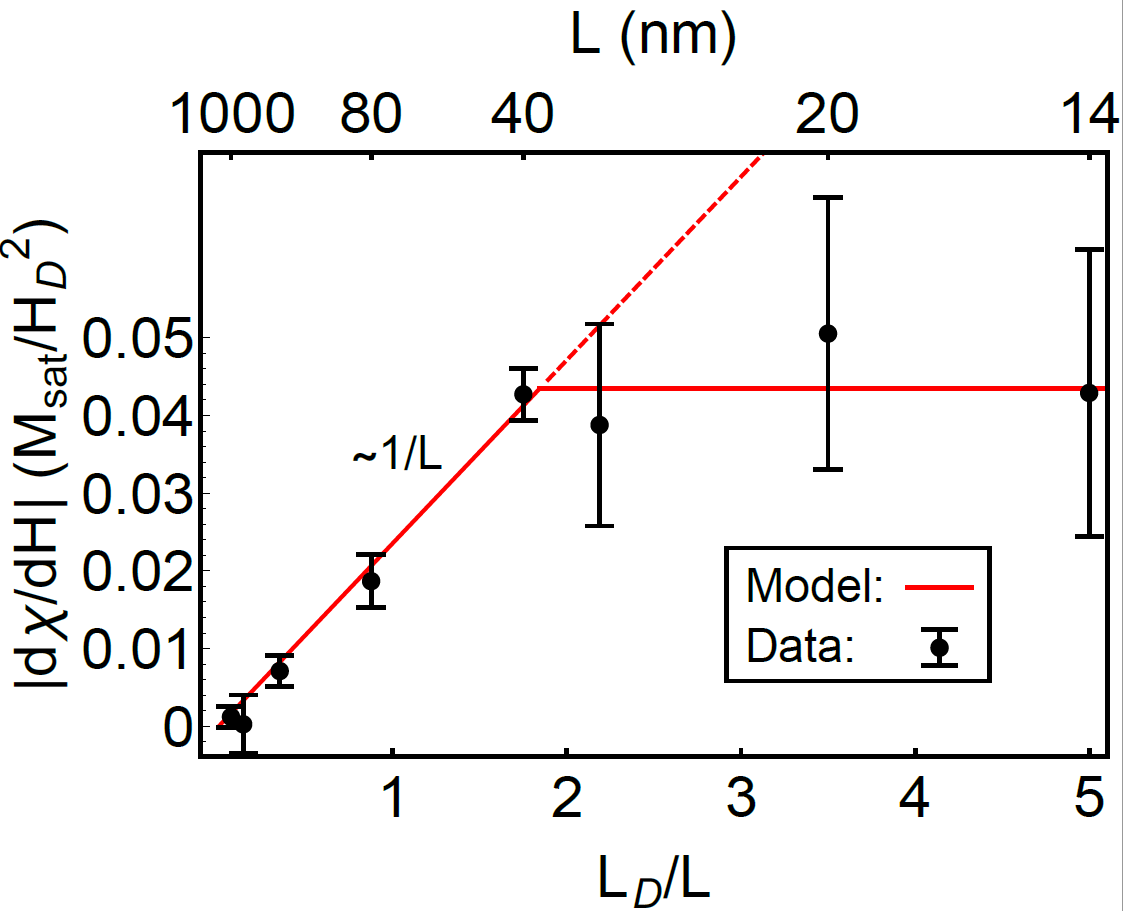 L (nm)
1000 80 40 20 14
|dχ/dH| (M_sat/H_D^2)
0.05
0.04
~1/L
0.03
0.02
Model:
0.01
Data:
0
1 2 3 4 5
L_D/L